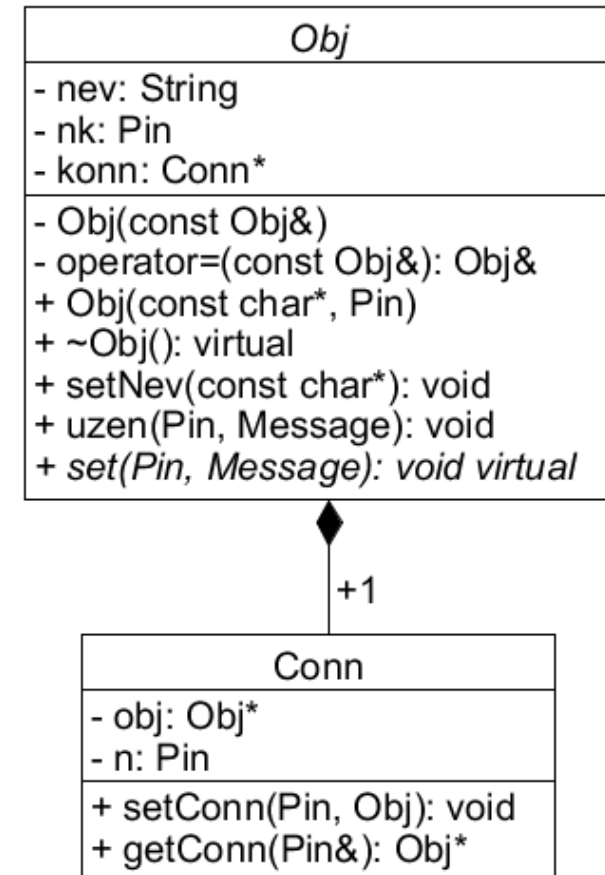 Obj
- nev: String
- nk: Pin
- konn: Conn*
- Obj(const Obj&)
- operator=(const Obj&): Obj&
+ Obj(const char*, Pin)
+ ~Obj(): virtual
+ setNev(const char*): void
+ uzen(Pin, Message): void
+ set(Pin, Message): void virtual
+1
Conn
- obj: Obj*
- n: Pin
+ setConn(Pin, Obj): void
+ getConn(Pin&): Obj*